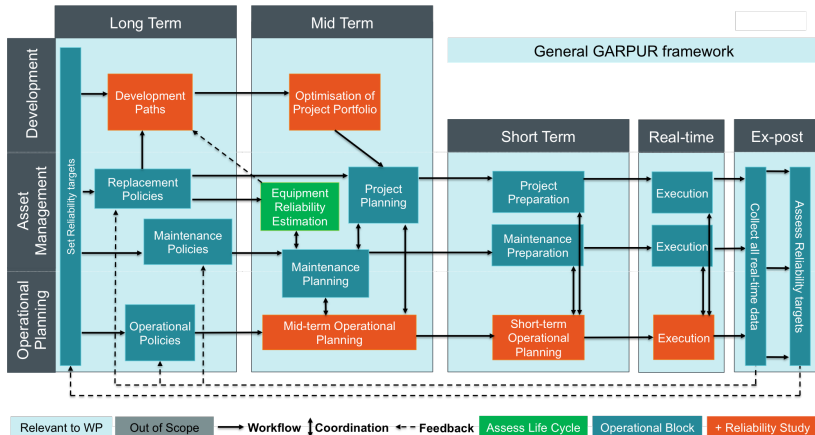 Long Term
Mid Term
General GARPUR framework
Development
Development
Paths
Optimisation of
Project Portfolio
Short Term
Real-time
Ex-post
Set Reliability targets
Asset
Management
Replacement
Policies
Equipment
Reliability
Estimation
Project
Planning
Project
Preparation
Execution
Collect all real-time data
Assess Reliability targets
Maintenance
Policies
Maintenance
Planning
Maintenance
Preparation
Execution
Operational
Planning
Operational
Policies
Mid-term Operational
Planning
Short-term
Operational
Planning
Execution
Relevant to WP
Out of Scope
Workflow
Coordination
Feedback
Assess Life Cycle
Operational Block
+ Reliability Study